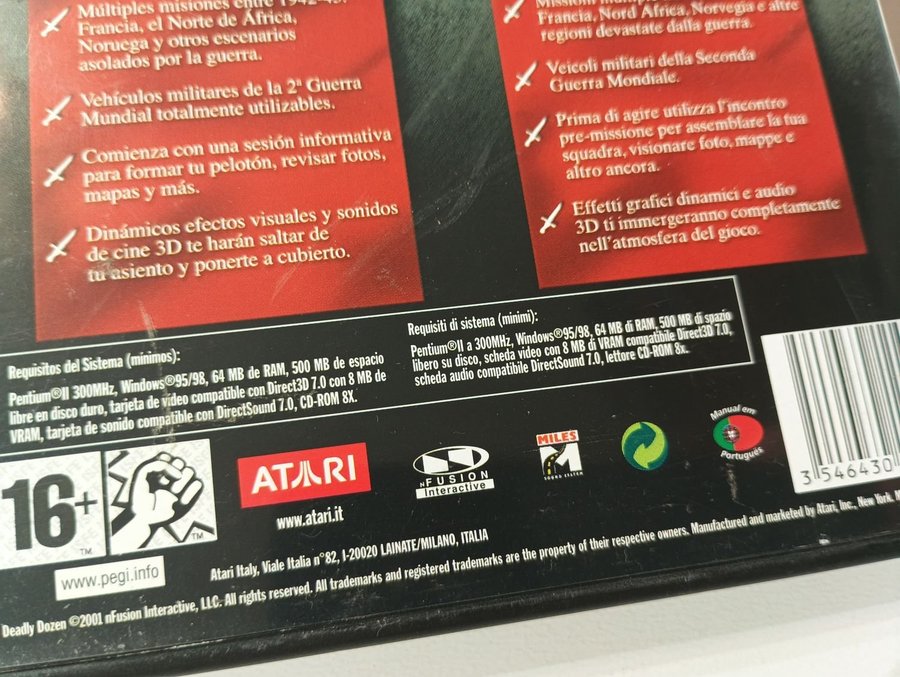 Múltiples misiones entre 1942-45:
Francia, el Norte de África,
Noruega y otros escenarios
asolados por la guerra.
Vehículos militares de la 2ª Guerra
Mundial totalmente utilizables.
Comienza con una sesión informativa
para formar tu pelotón, revisar fotos,
mapas y más.
Dinámicos efectos visuales y sonidos
de cine 3D te harán saltar de
tu asiento y ponerte a cubierto.
Missioni
Francia, Nord Africa, Norvegia e altre
regioni devastate dalla guerra.
Veicoli militari della Seconda
Guerra Mondiale.
Prima di agire utilizza l'incontro
pre-missione per assemblare la tua
squadra, visionare foto, mappe e
altro ancora.
Effetti grafici dinamici e audio
3D ti immergeranno completamente
nell'atmosfera del gioco.
Requisitos del Sistema (mínimos):
Pentium®II 300MHz, Windows®95/98, 64 MB de RAM, 500 MB de espacio
libre en disco duro, tarjeta de vídeo compatible con Direct3D 7.0 con 8 MB de
VRAM, tarjeta de sonido compatible con DirectSound 7.0, CD-ROM 8X.
Requisiti di sistema (minimi):
Pentium®II a 300MHz, Windows®95/98, 64 MB di RAM, 500 MB di spazio
libero su disco, scheda video con 8 MB di VRAM compatibile Direct3D 7.0,
scheda audio compatibile DirectSound 7.0, lettore CD-ROM 8x.
16+
TM
TM
www.pegi.info
ATARI
www.atari.it
nFUSION
Interactive
MILES
SOUND SYSTEM
Manual em
Português
3 546430
Atari Italy, Viale Italia n°82, I-20020 LAINATE/MILANO, ITALIA
Deadly Dozen ©2001 nFusion Interactive, LLC. All rights reserved. All trademarks and registered trademarks are the property of their respective owners. Manufactured and marketed by Atari, Inc., New York,